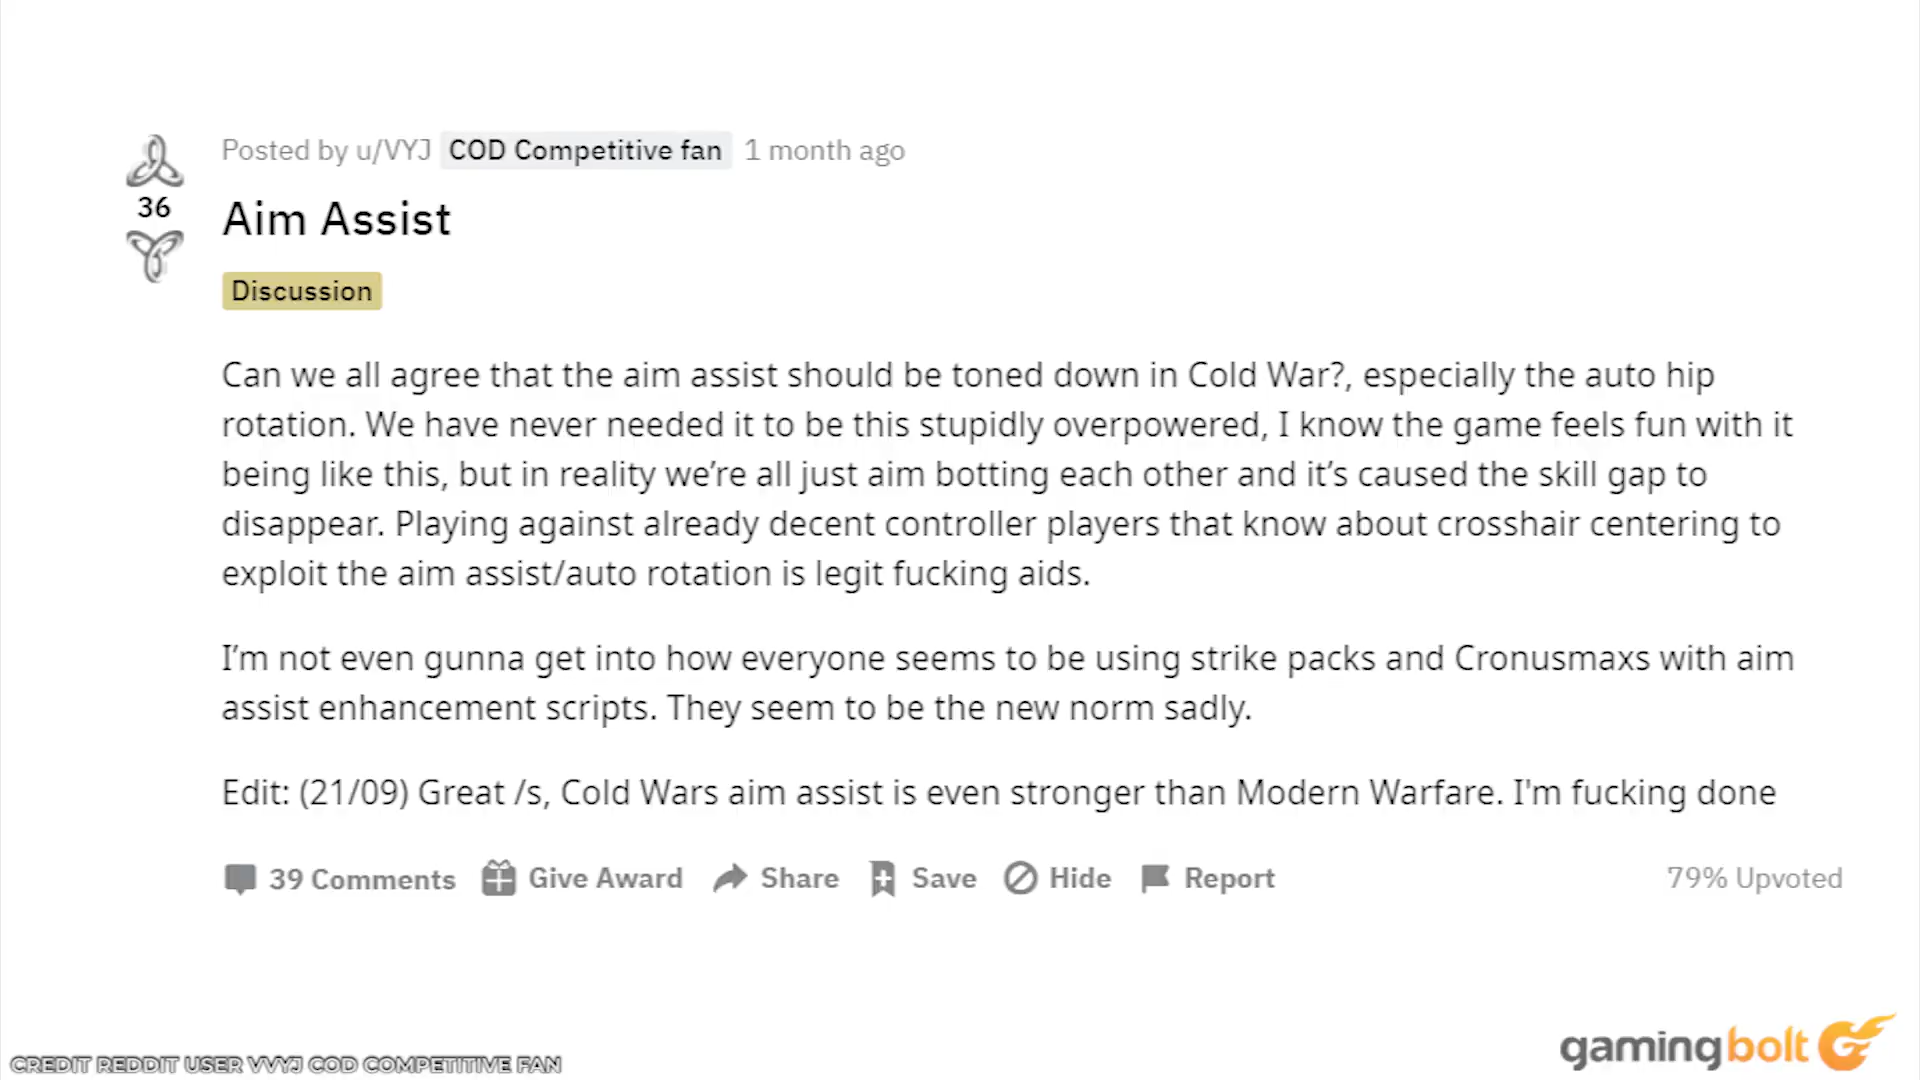 Posted by u/VYJ COD Competitive fan 1 month ago
36
Aim Assist
Discussion
Can we all agree that the aim assist should be toned down in Cold War?, especially the auto hip
rotation. We have never needed it to be this stupidly overpowered, I know the game feels fun with it
being like this, but in reality we’re all just aim botting each other and it’s caused the skill gap to
disappear. Playing against already decent controller players that know about crosshair centering to
exploit the aim assist/auto rotation is legit fucking aids.
I’m not even gunna get into how everyone seems to be using strike packs and Cronusmaxs with aim
assist enhancement scripts. They seem to be the new norm sadly.
Edit: (21/09) Great /s, Cold Wars aim assist is even stronger than Modern Warfare. I'm fucking done
39 Comments Give Award Share Save Hide Report 79% Upvoted
CREDIT REDDIT USER VVYJ COD COMPETITIVE FAN
gamingbolt